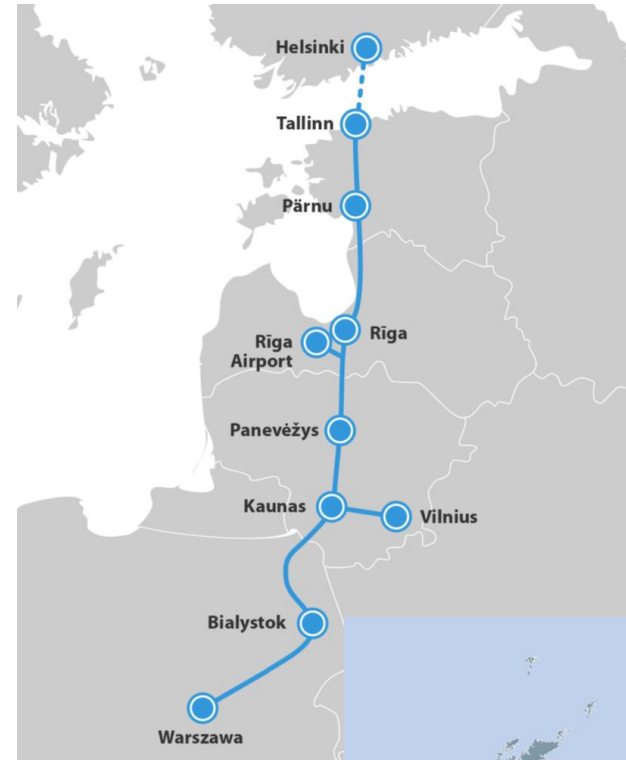 Helsinki
Tallinn
Pärnu
Rīga
Rīga
Airport
Panevėžys
Kaunas
Vilnius
Bialystok
Warszawa